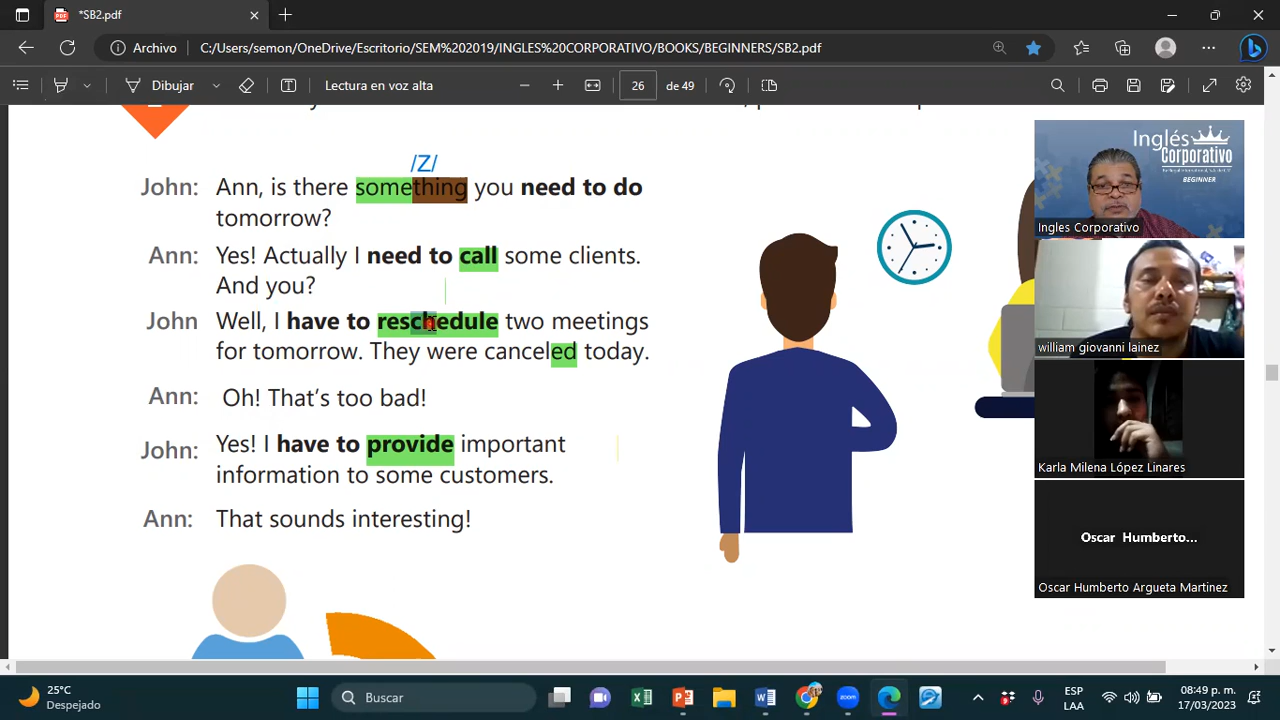 *SB2.pdf
Archivo
C:/Users/semon/OneDrive/Escritorio/SEM%202019/INGLES%20CORPORATIVO/BOOKS/BEGINNERS/SB2.pdf
Dibujar
Lectura en voz alta
26
de 49
/Z/
John: Ann, is there something you need to do
tomorrow?
Ann: Yes! Actually I need to call some clients.
And you?
John Well, I have to reschedule two meetings
for tomorrow. They were canceled today.
Ann: Oh! That's too bad!
John: Yes! I have to provide important
information to some customers.
Ann: That sounds interesting!
Inglés
Corporativo
BEGINNER
Ingles Corporativo
william giovanni lainez
Karla Milena López Linares
Oscar Humberto...
Oscar Humberto Argueta Martinez
25°C
Despejado
Buscar
ESP
LAA
08:49 p. m.
17/03/2023